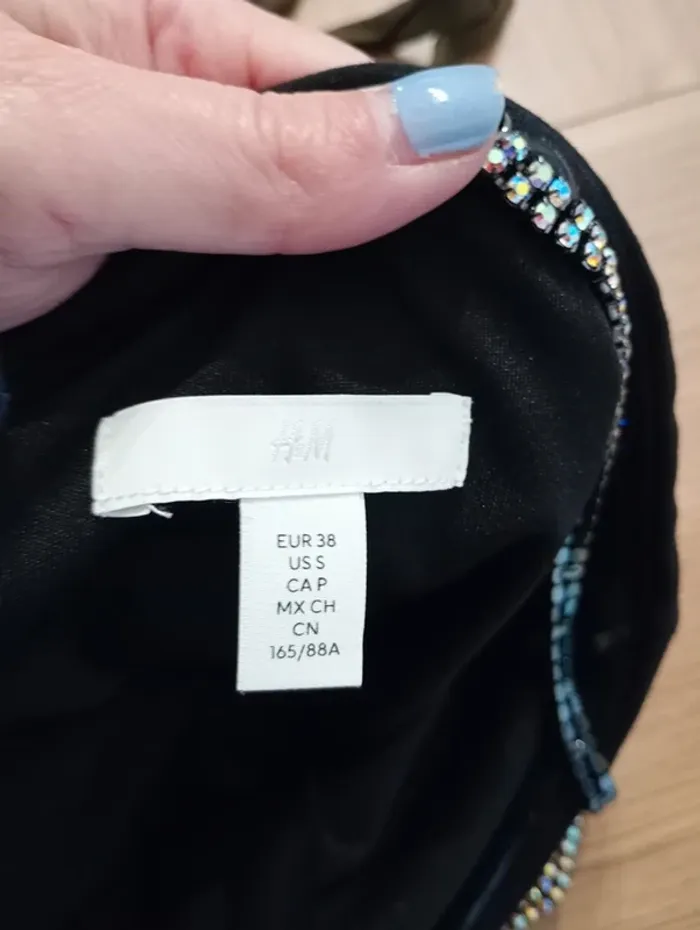 H&M
EUR 38
US S
CA P
MX CH
CN
165/88A